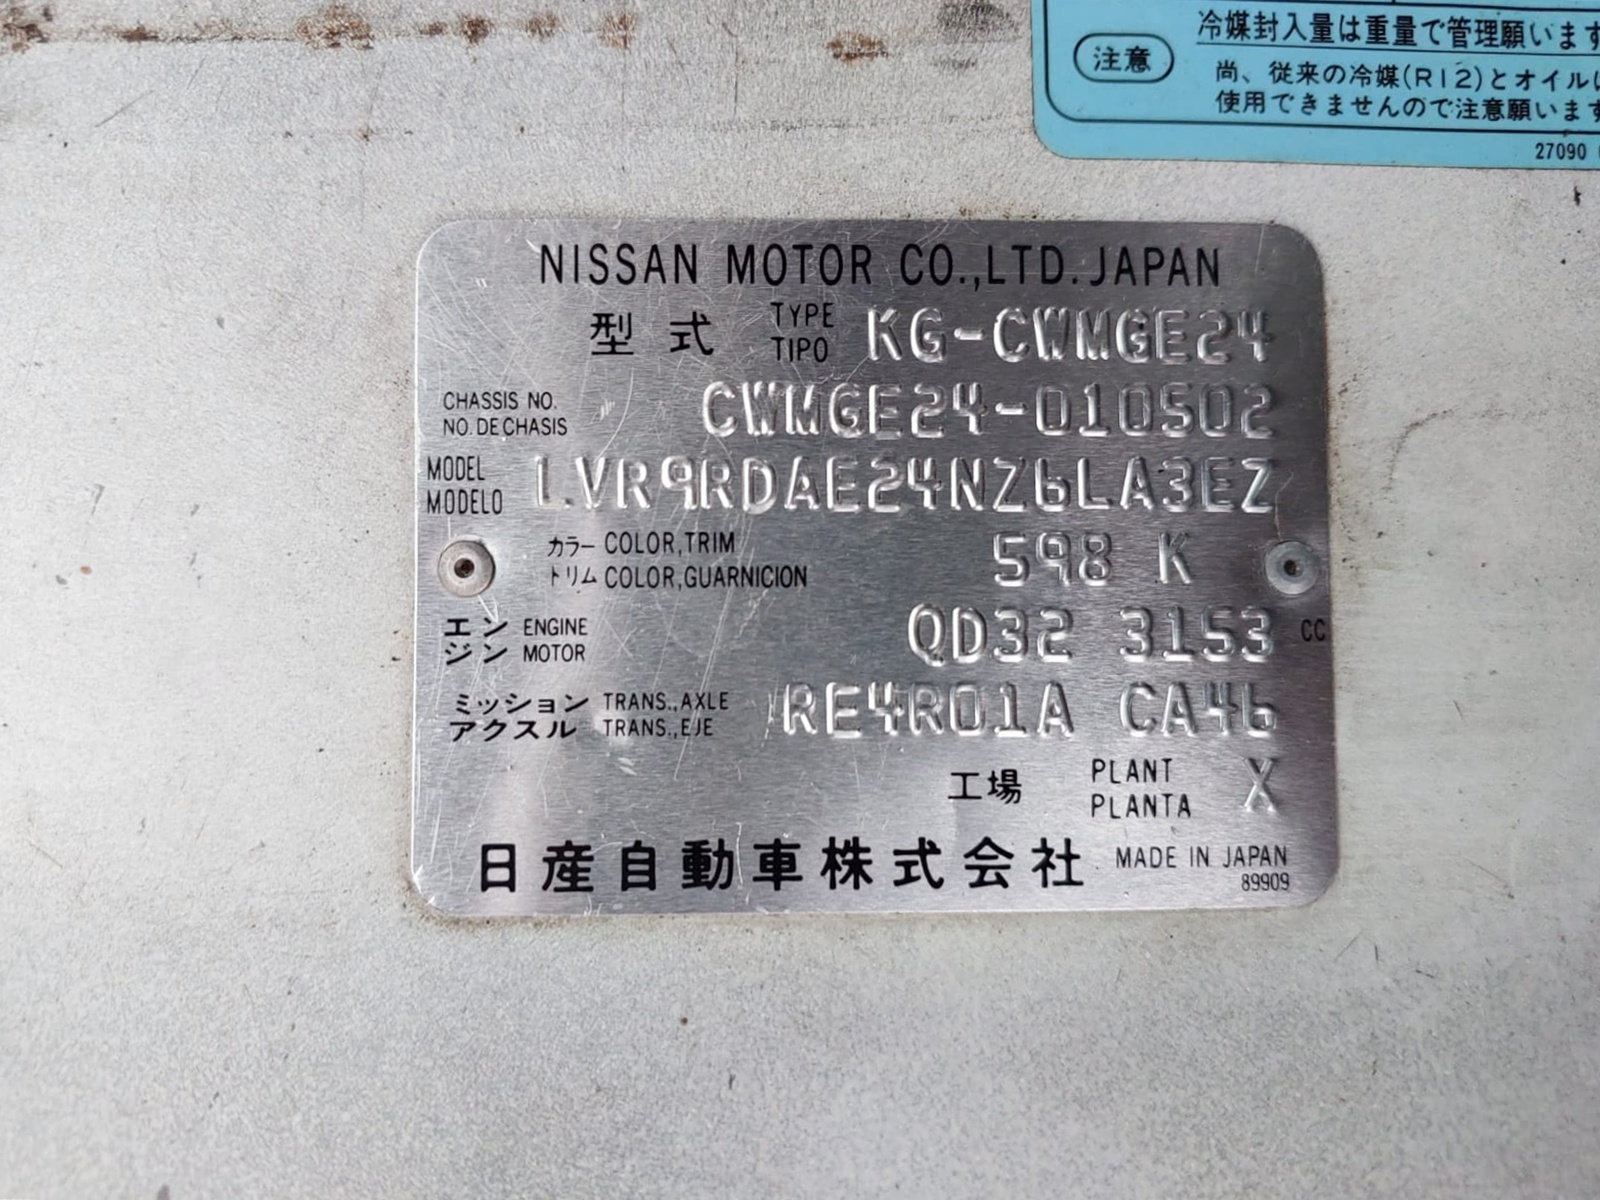 冷媒封入量は重量で管理願います
注意
尚、従来の冷媒(R12)とオイルは
使用できませんので注意願います
27090
NISSAN MOTOR CO.,LTD.JAPAN
型式 TYPE TIPO KG-CWMGE24
CHASSIS NO. NO.DE CHASIS CWMGE24-010502
MODEL MODELO LVR9RDAE24NZ6LA3EZ
カラー COLOR,TRIM 598 K
トリム COLOR,GUARNICION
エンジン ENGINE MOTOR QD32 3153 CC
ミッション TRANS.,AXLE RE4R01A CA46
アクスル TRANS.,EJE
工場 PLANT PLANTA X
日産自動車株式会社 MADE IN JAPAN
89909